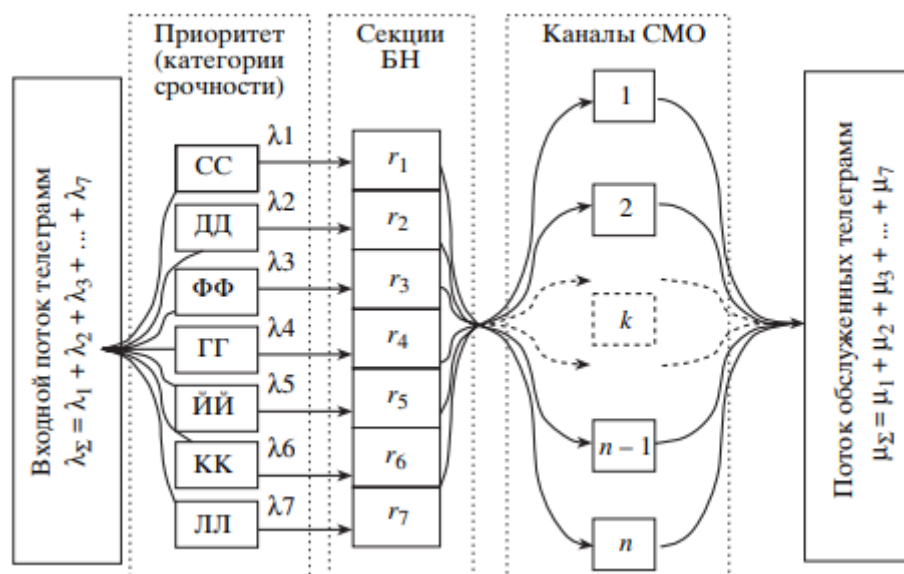 Входной поток телеграмм
λΣ = λ1 + λ2 + λ3 + ... + λ7
Приоритет
(категории
срочности)
СС
ДД
ФФ
ГГ
ЙЙ
КК
ЛЛ
λ1
λ2
λ3
λ4
λ5
λ6
λ7
Секции
БН
r1
r2
r3
r4
r5
r6
r7
Каналы СМО
1
2
k
n – 1
n
Поток обслуженных телеграмм
μΣ = μ1 + μ2 + μ3 + ... + μ7